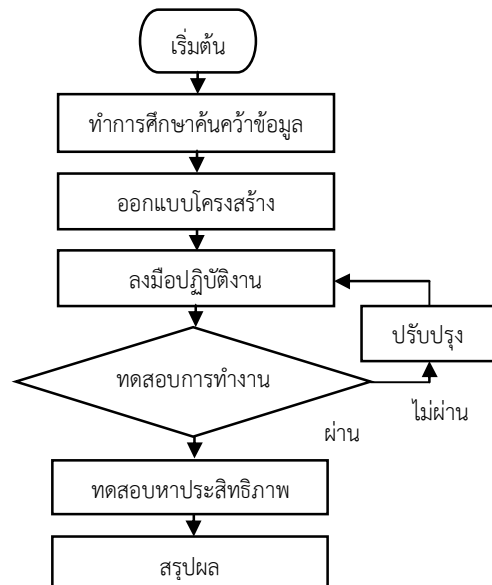 เริ่มต้น
ทำการศึกษาค้นคว้าข้อมูล
ออกแบบโครงสร้าง
ลงมือปฏิบัติงาน
ปรับปรุง
ทดสอบการทำงาน
ไม่ผ่าน
ผ่าน
ทดสอบหาประสิทธิภาพ
สรุปผล